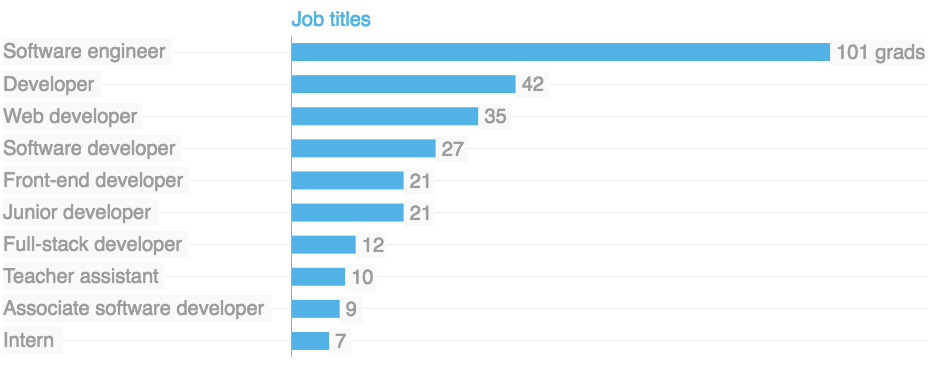 Job titles
Software engineer 101 grads
Developer 42
Web developer 35
Software developer 27
Front-end developer 21
Junior developer 21
Full-stack developer 12
Teacher assistant 10
Associate software developer 9
Intern 7